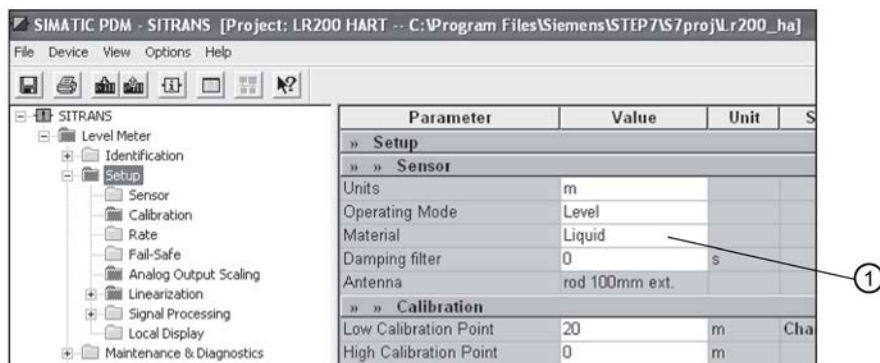 SIMATIC PDM - SITRANS [Project: LR200 HART -- C:\Program Files\Siemens\STEP7\S7proj\Lr200_ha]
File Device View Options Help
SITRANS
Level Meter
Identification
Setup
Sensor
Calibration
Rate
Fail-Safe
Analog Output Scaling
Linearization
Signal Processing
Local Display
Maintenance & Diagnostics
Parameter Value Unit S
» Setup
» » Sensor
Units m
Operating Mode Level
Material Liquid
Damping filter 0 s
Antenna rod 100mm ext.
» » Calibration
Low Calibration Point 20 m Cha
High Calibration Point 0 m
1